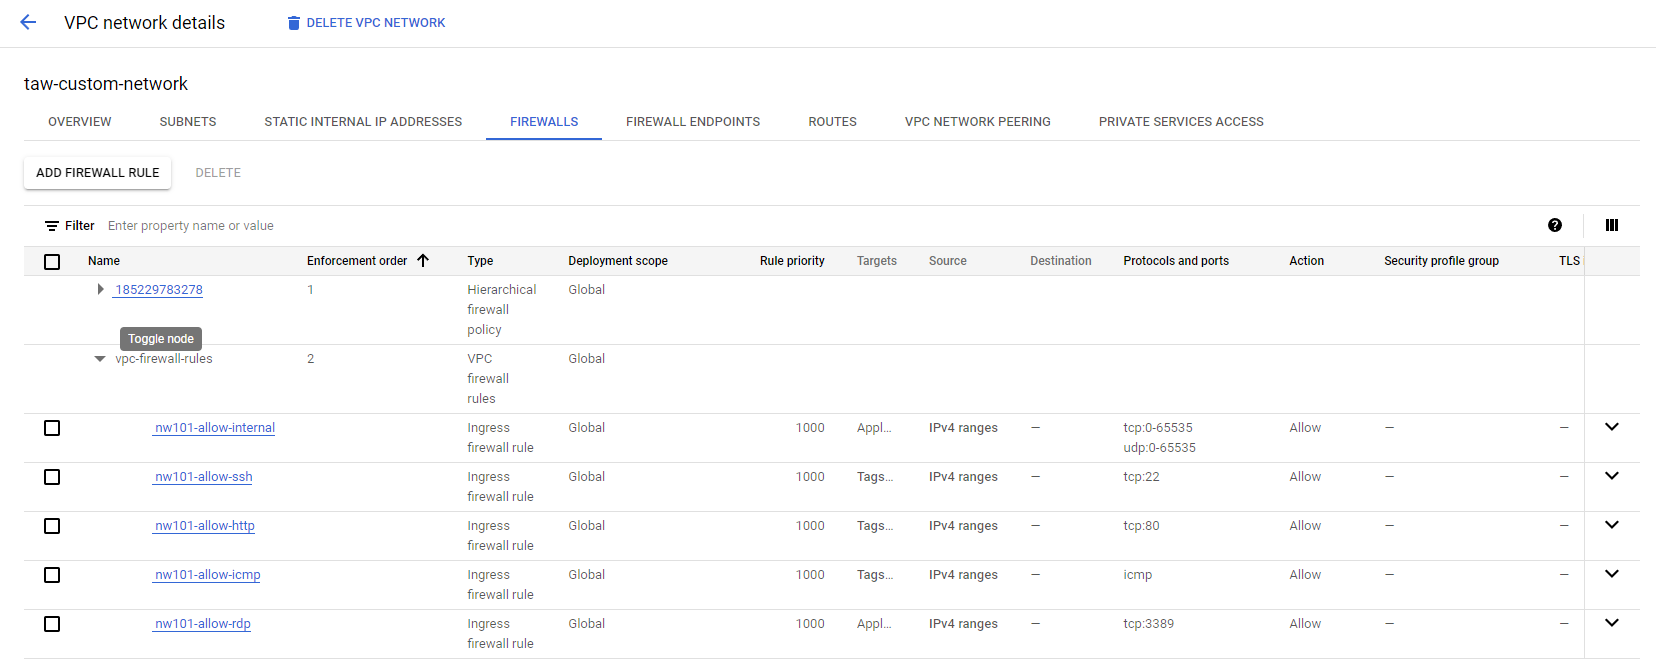 VPC network details
DELETE VPC NETWORK
taw-custom-network
OVERVIEW SUBNETS STATIC INTERNAL IP ADDRESSES FIREWALLS FIREWALL ENDPOINTS ROUTES VPC NETWORK PEERING PRIVATE SERVICES ACCESS
ADD FIREWALL RULE DELETE
Filter Enter property name or value
Name Enforcement order Type Deployment scope Rule priority Targets Source Destination Protocols and ports Action Security profile group TLS
185229783278 1 Hierarchical Global
firewall
policy
Toggle node
vpc-firewall-rules 2 VPC Global
firewall
rules
nw101-allow-internal Ingress Global 1000 Appl... IPv4 ranges — tcp:0-65535 Allow — —
firewall rule udp:0-65535
nw101-allow-ssh Ingress Global 1000 Tags... IPv4 ranges — tcp:22 Allow — —
firewall rule
nw101-allow-http Ingress Global 1000 Tags... IPv4 ranges — tcp:80 Allow — —
firewall rule
nw101-allow-icmp Ingress Global 1000 Tags... IPv4 ranges — icmp Allow — —
firewall rule
nw101-allow-rdp Ingress Global 1000 Appl... IPv4 ranges — tcp:3389 Allow — —
firewall rule